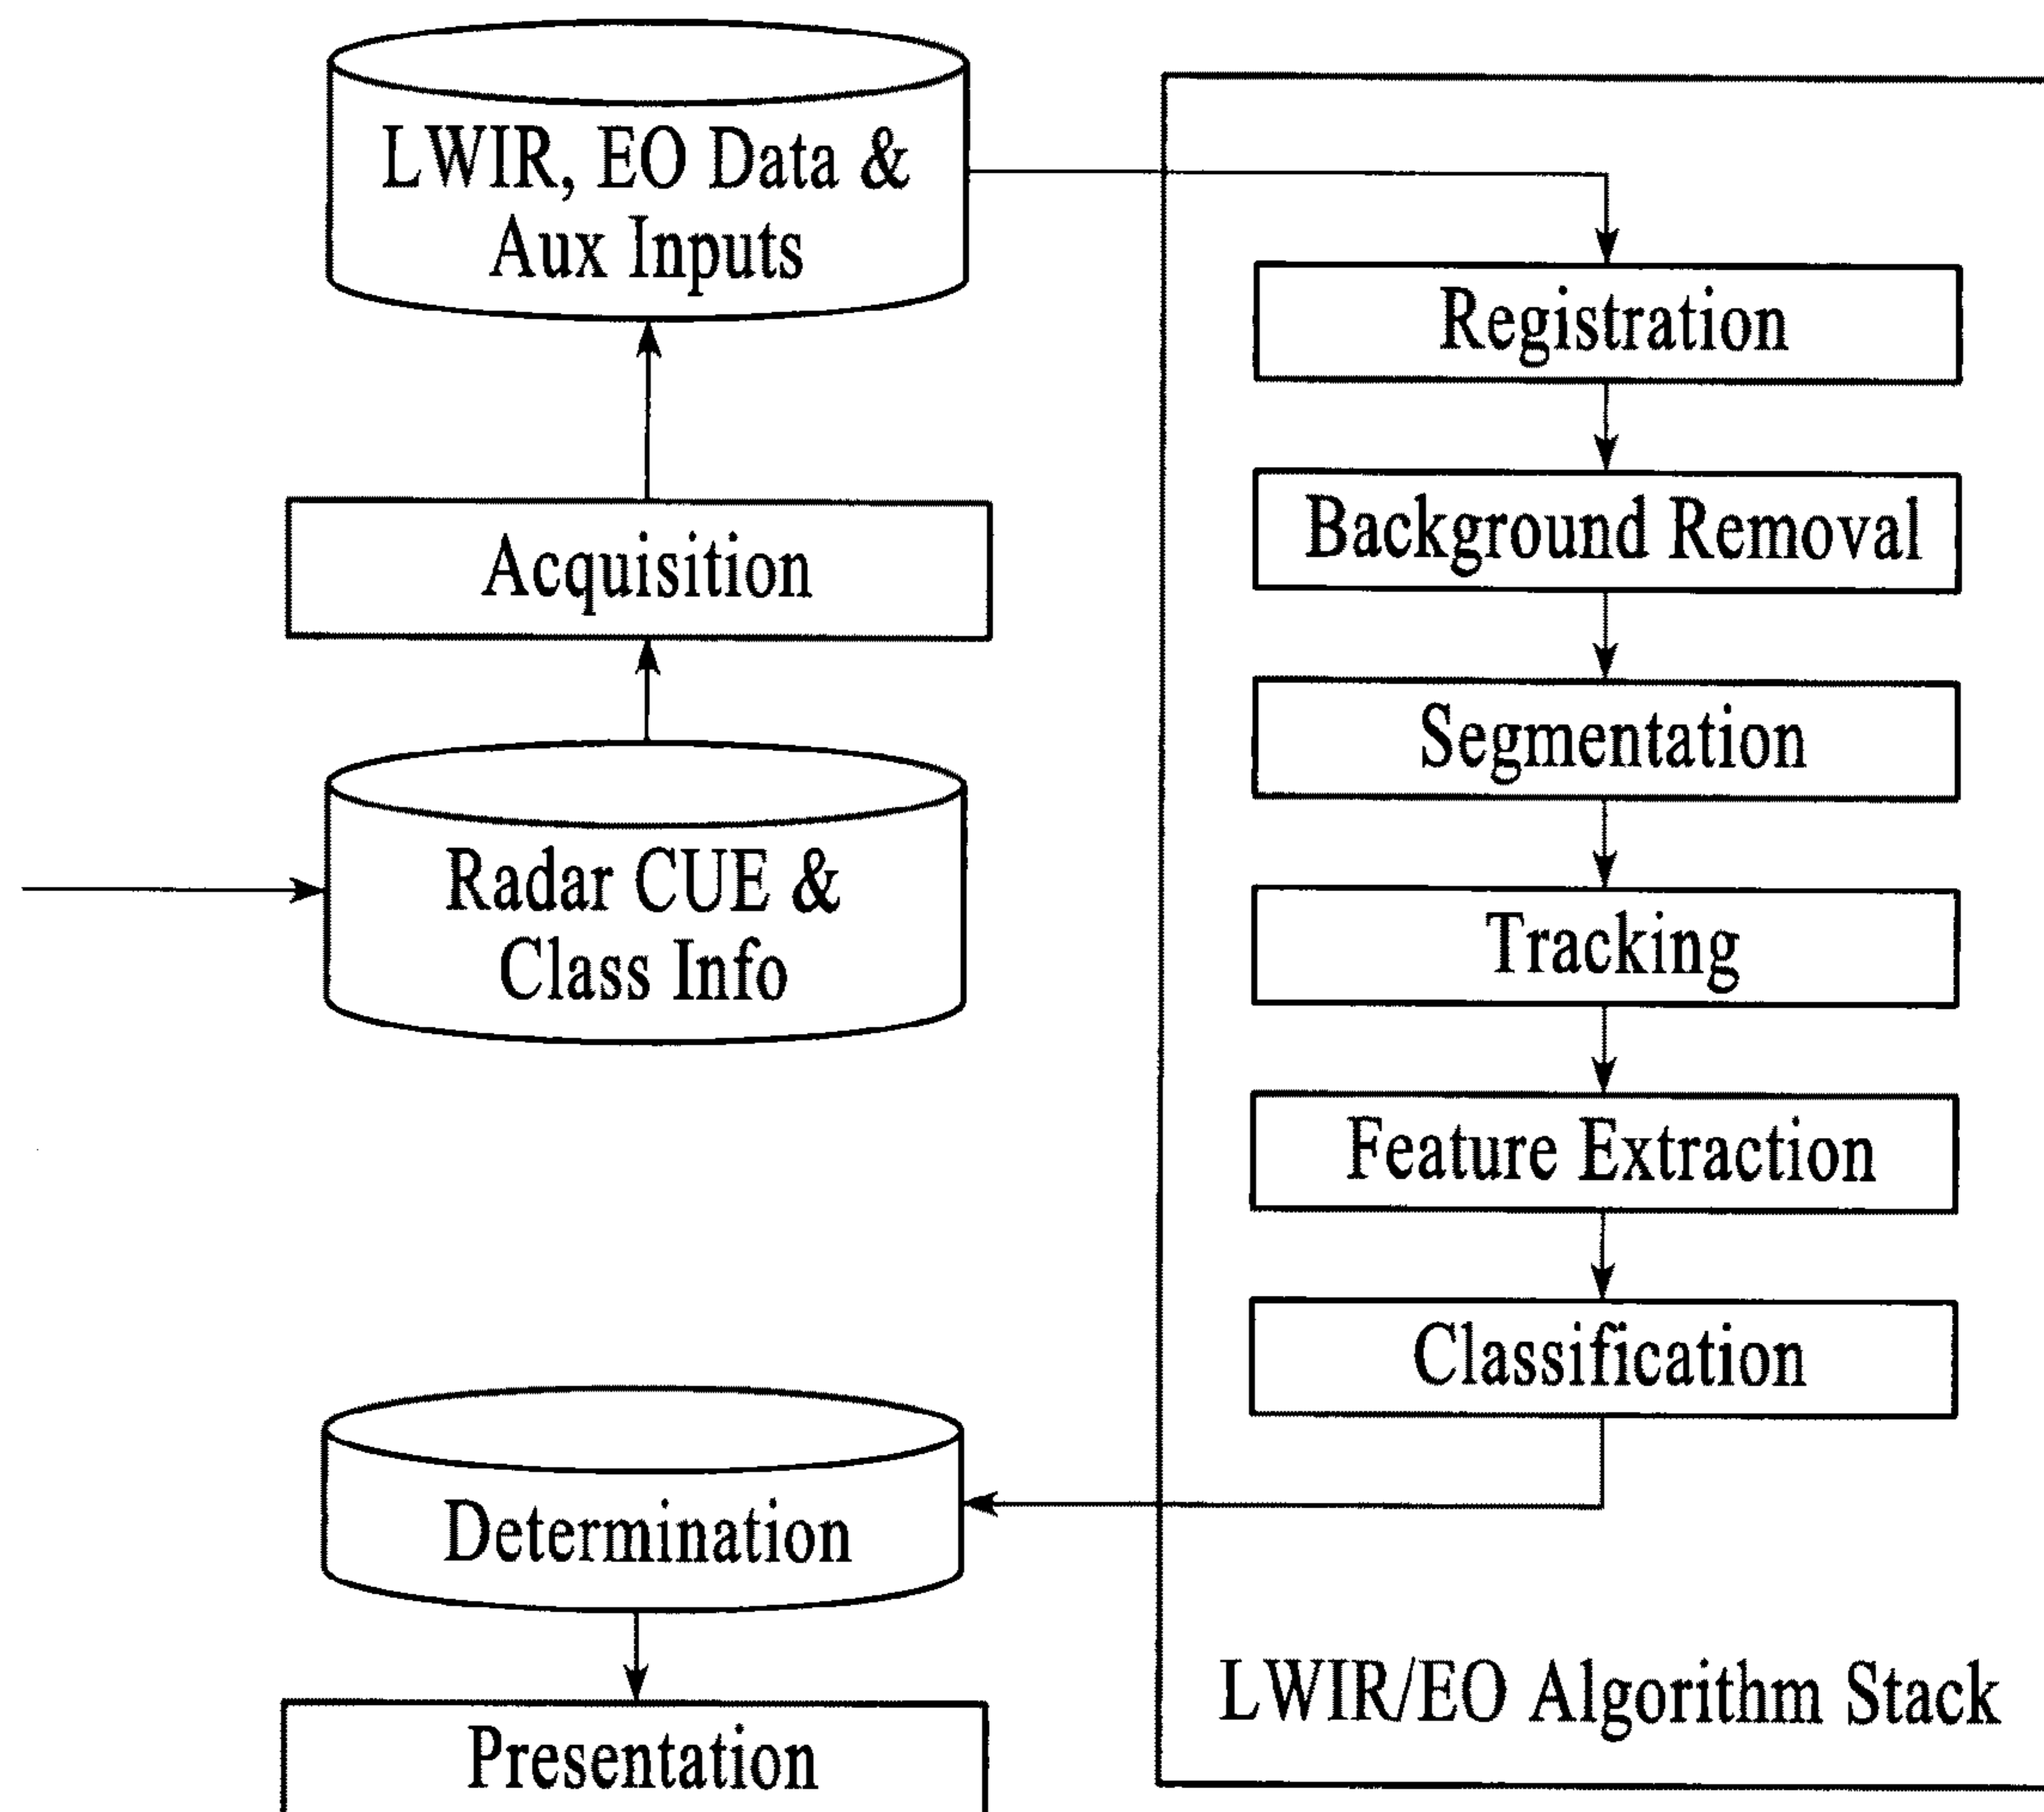 LWIR, EO Data &
Aux Inputs
Acquisition
Radar CUE &
Class Info
Determination
Presentation
Registration
Background Removal
Segmentation
Tracking
Feature Extraction
Classification
LWIR/EO Algorithm Stack